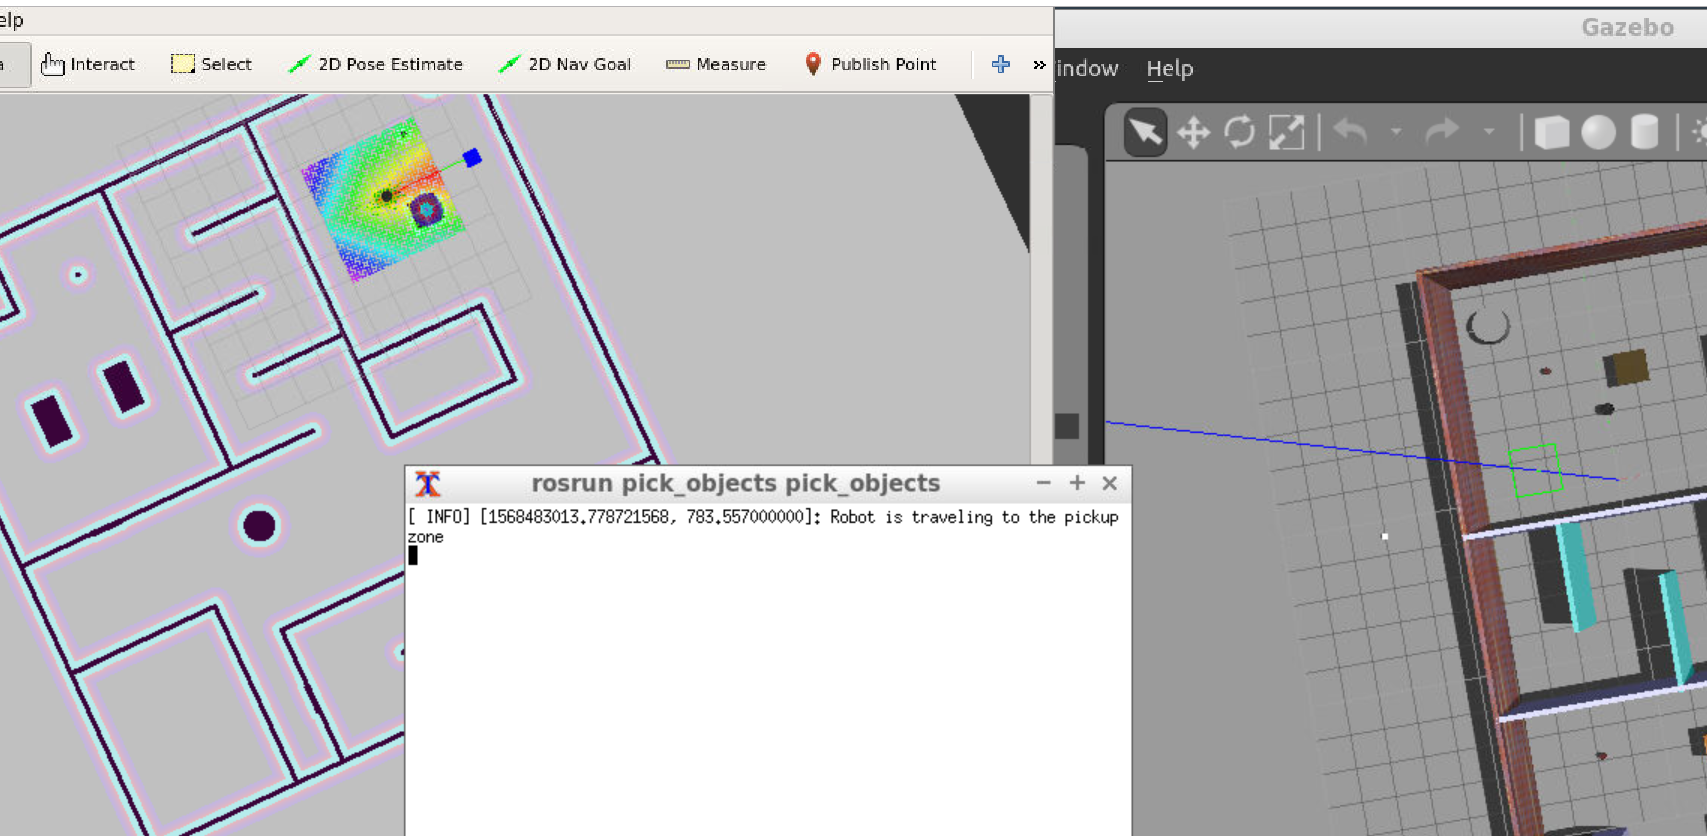 elp
a
Interact
Select
2D Pose Estimate
2D Nav Goal
Measure
Publish Point
»
Gazebo
indow
Help
rosrun pick_objects pick_objects
[ INFO] [1568483013.778721568, 783.557000000]: Robot is traveling to the pickup
zone